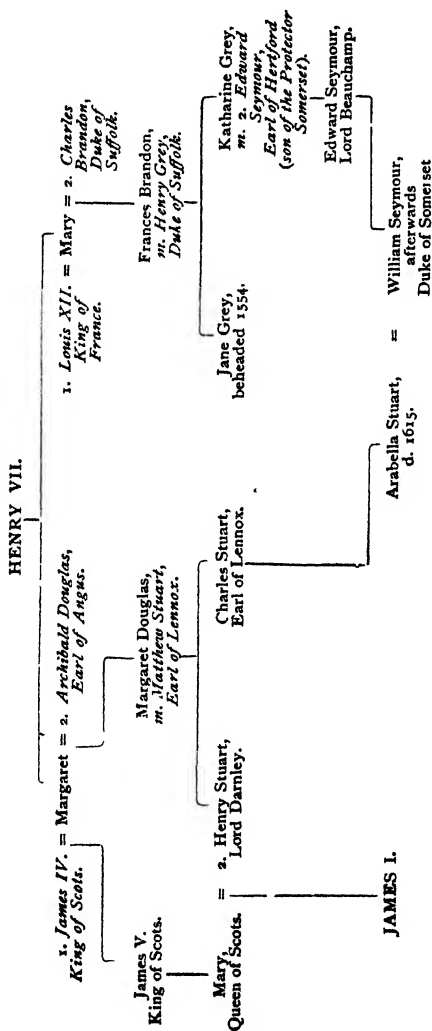 HENRY VII.
1. James IV. = Margaret = 2. Archibald Douglas,
King of Scots.
Earl of Angus.
1. Louis XII. = Mary = 2. Charles
King of
France.
Brandon,
Duke of
Suffolk.
James V.
King of Scots.
Margaret Douglas,
m. Matthew Stuart,
Earl of Lennox.
Frances Brandon,
m. Henry Grey,
Duke of Suffolk.
Mary,
Queen of Scots.
= 2. Henry Stuart,
Lord Darnley.
Charles Stuart,
Earl of Lennox.
Jane Grey,
beheaded 1554.
Katharine Grey,
m. 2. Edward
Seymour,
Earl of Hertford
(son of the Protector
Somerset).
Edward Seymour,
Lord Beauchamp.
JAMES I.
Arabella Stuart,
d. 1615.
=
William Seymour,
afterwards
Duke of Somerset